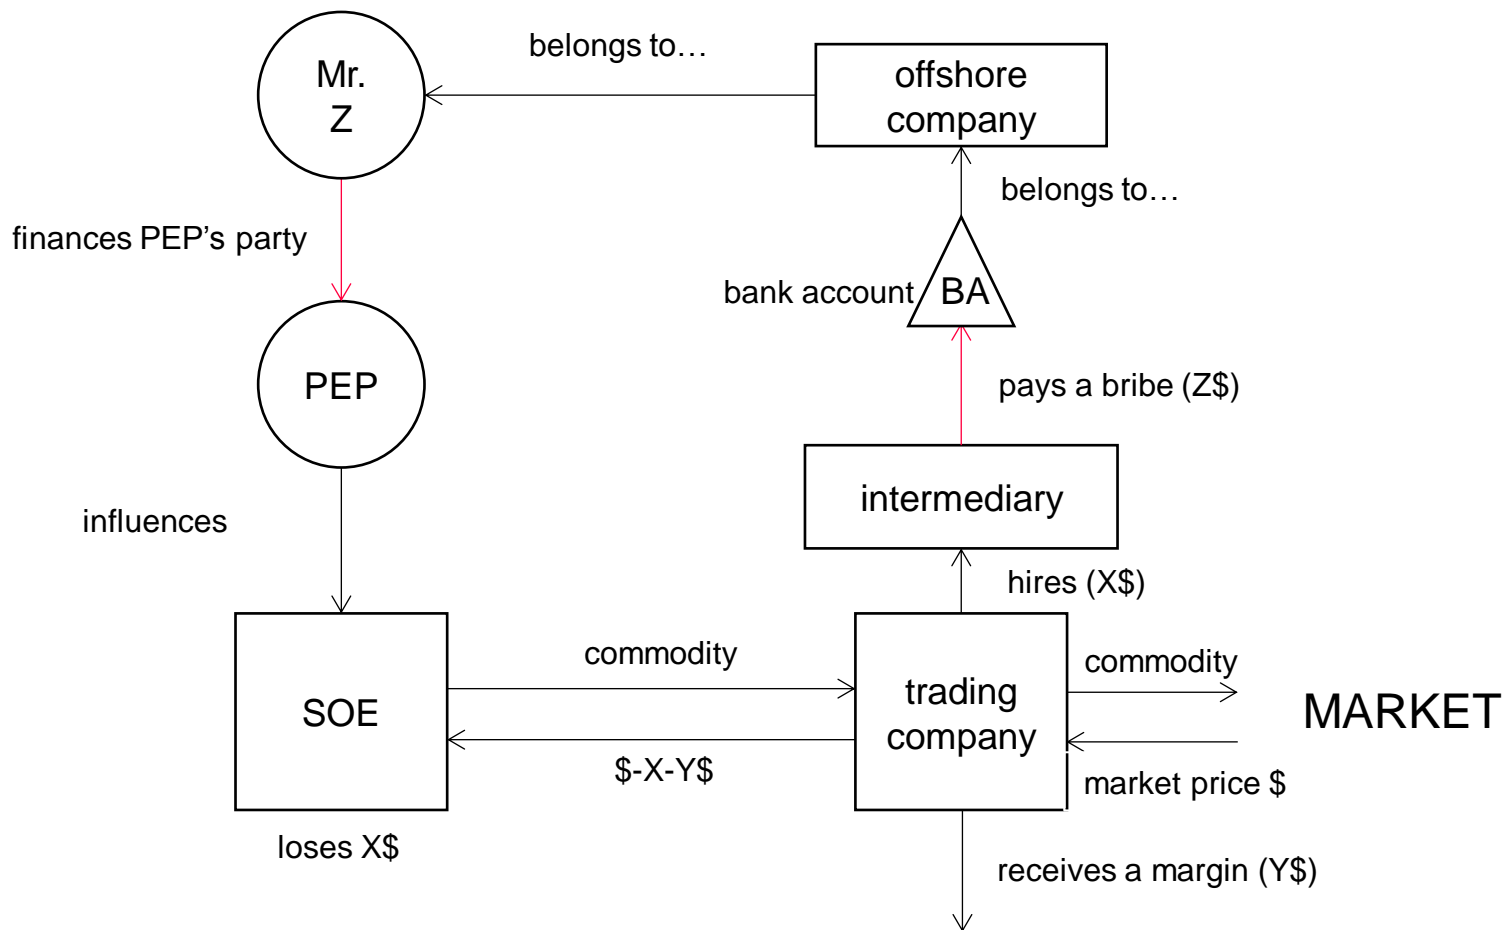 belongs to…
Mr.
Z
offshore
company
belongs to…
finances PEP’s party
bank account
BA
PEP
pays a bribe (Z$)
intermediary
influences
hires (X$)
commodity
commodity
SOE
trading
company
MARKET
$-X-Y$
market price $
loses X$
receives a margin (Y$)